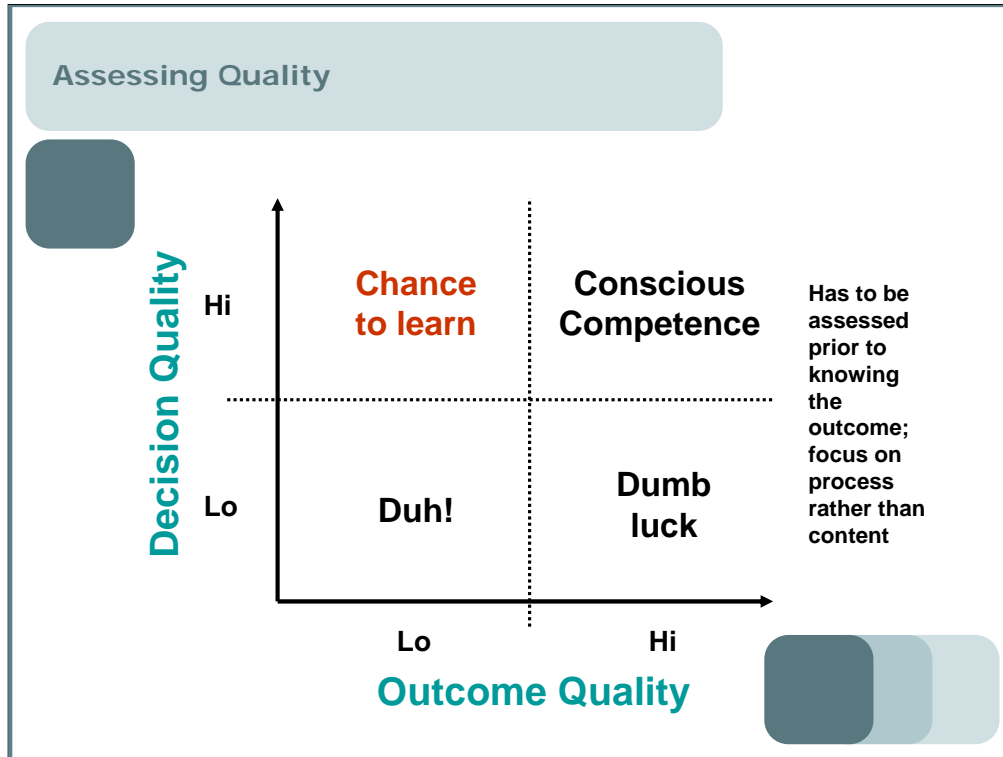 Assessing Quality
Decision Quality
Hi
Chance
to learn
Conscious
Competence
Has to be
assessed
prior to
knowing
the
outcome;
focus on
process
rather than
content
Lo
Duh!
Dumb
luck
Lo
Hi
Outcome Quality